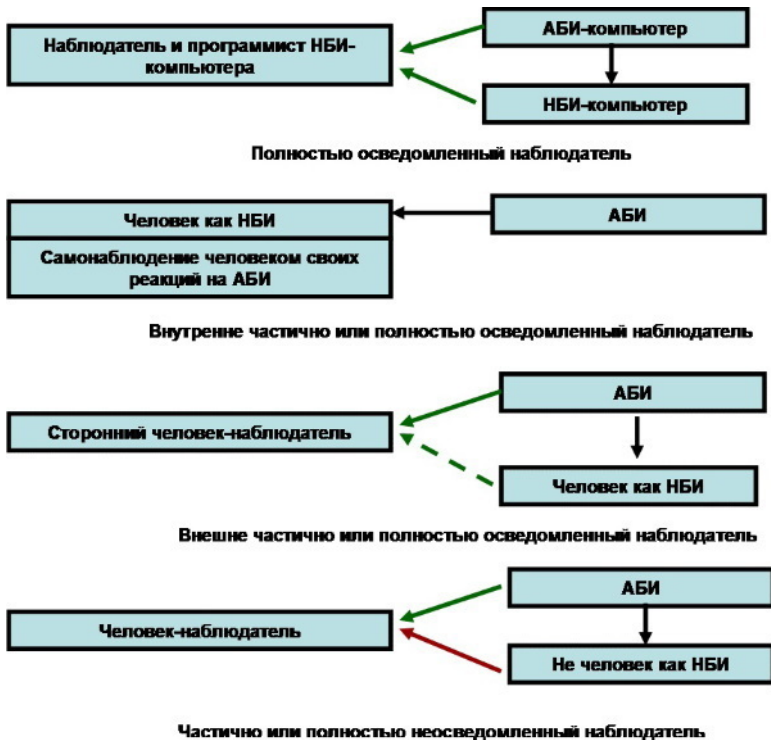 Наблюдатель и программист НБИ-
компьютера
АБИ-компьютер
НБИ-компьютер
Полностью осведомленный наблюдатель
Человек как НБИ
Самонаблюдение человеком своих
реакций на АБИ
АБИ
Внутренне частично или полностью осведомленный наблюдатель
Сторонний человек-наблюдатель
АБИ
Человек как НБИ
Внешне частично или полностью осведомленный наблюдатель
Человек-наблюдатель
АБИ
Не человек как НБИ
Частично или полностью неосведомленный наблюдатель